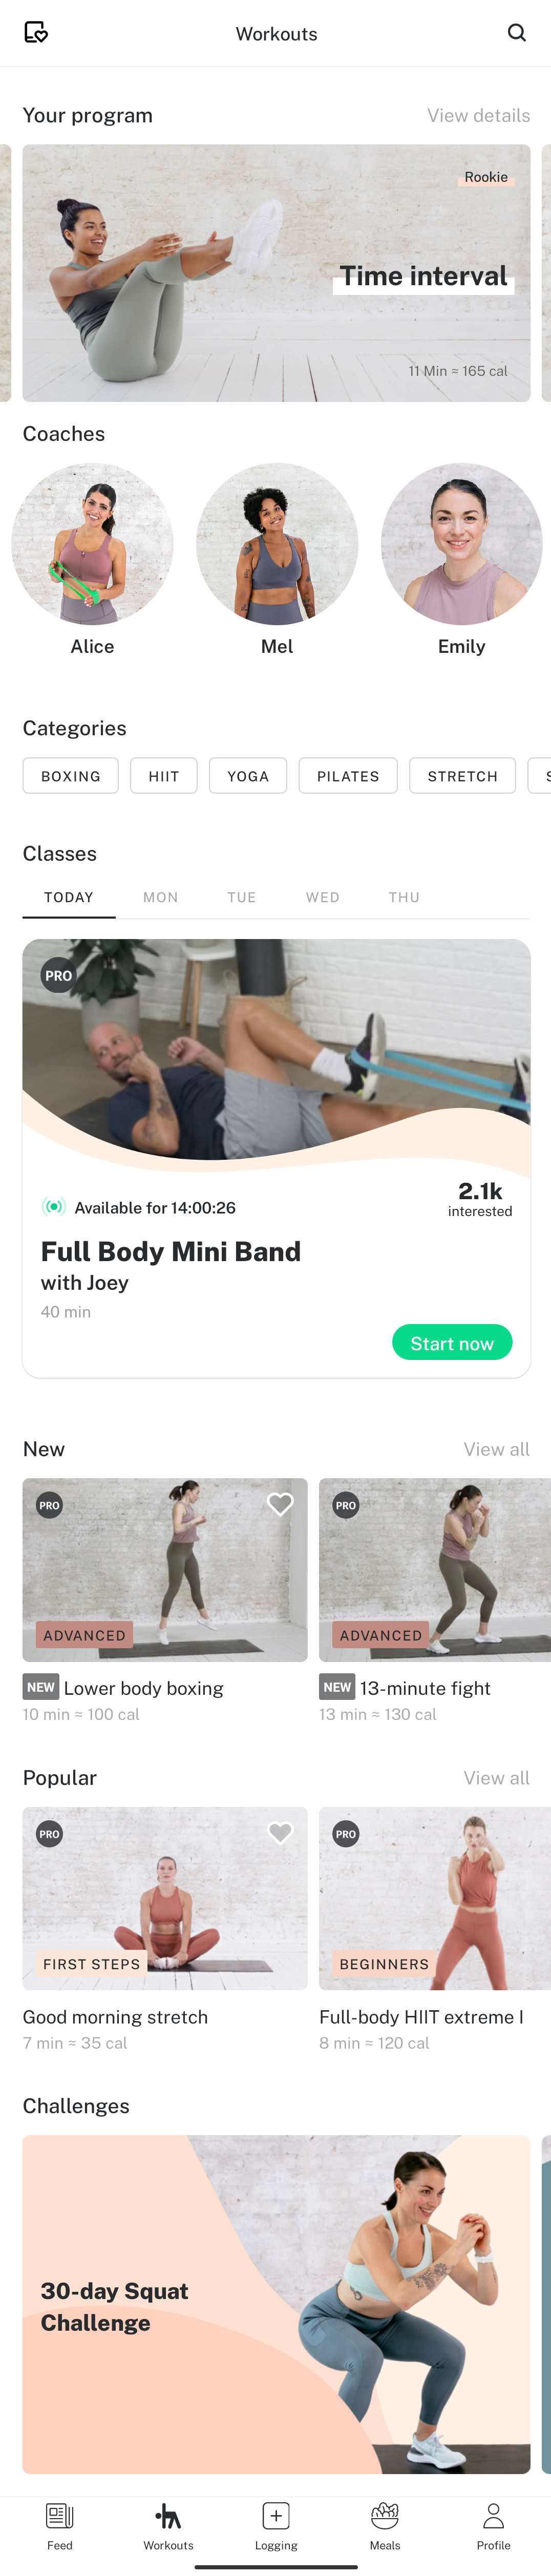 Workouts
Your program
View details
Rookie
Time interval
11 Min ≈ 165 cal
Coaches
Alice
Mel
Emily
Categories
BOXING
HIIT
YOGA
PILATES
STRETCH
Classes
TODAY
MON
TUE
WED
THU
PRO
Available for 14:00:26
2.1k
interested
Full Body Mini Band
with Joey
40 min
Start now
New
View all
PRO
ADVANCED
NEW Lower body boxing
10 min ≈ 100 cal
PRO
ADVANCED
NEW 13-minute fight
13 min ≈ 130 cal
Popular
View all
PRO
FIRST STEPS
Good morning stretch
7 min ≈ 35 cal
PRO
BEGINNERS
Full-body HIIT extreme I
8 min ≈ 120 cal
Challenges
30-day Squat
Challenge
Feed
Workouts
Logging
Meals
Profile